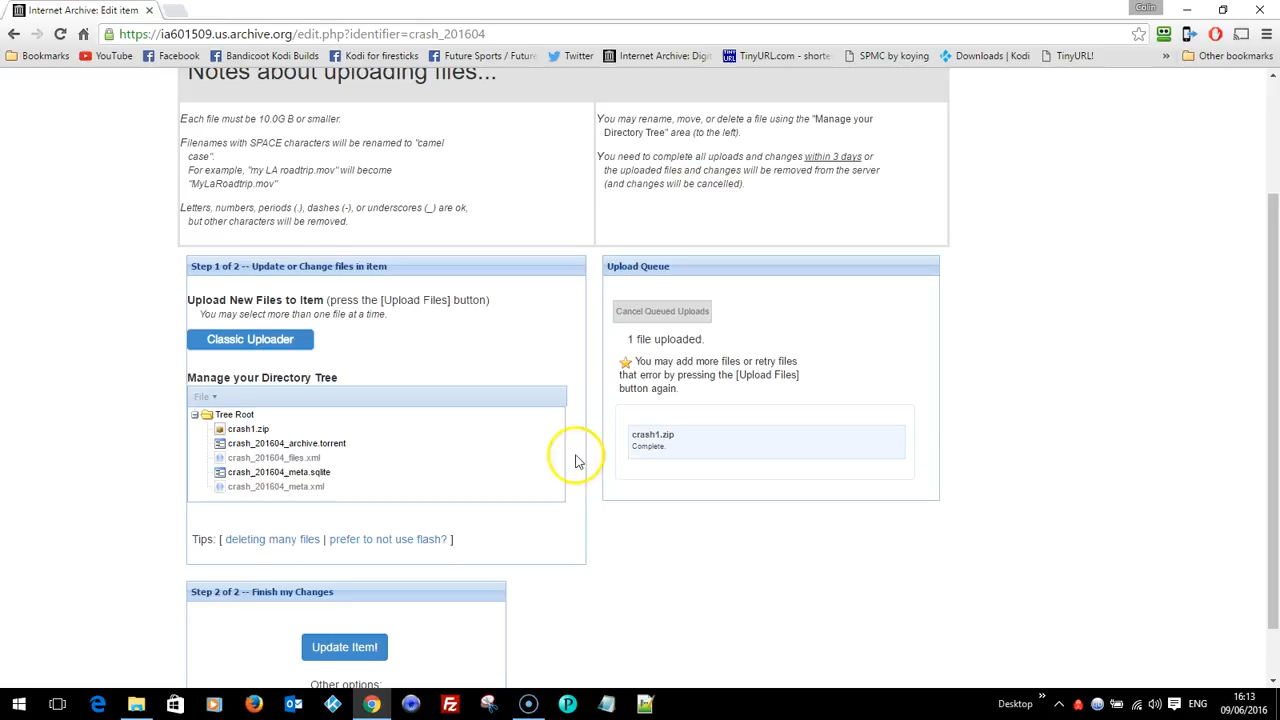 Internet Archive: Edit item
Colin
https://ia601509.us.archive.org/edit.php?identifier=crash_201604
Bookmarks
YouTube
Facebook
Bandicoot Kodi Builds
Kodi for firesticks
Future Sports / Future
Twitter
Internet Archive: Digit
TinyURL.com - shorte
SPMC by koying
Downloads | Kodi
TinyURL!
»
Other bookmarks
Notes about uploading files...
Each file must be 10.0G B or smaller.
Filenames with SPACE characters will be renamed to "camel
case".
For example, "my LA roadtrip.mov" will become
"MyLaRoadtrip.mov"
Letters, numbers, periods (.), dashes (-), or underscores (_) are ok,
but other characters will be removed.
You may rename, move, or delete a file using the "Manage your
Directory Tree" area (to the left).
You need to complete all uploads and changes within 3 days or
the uploaded files and changes will be removed from the server
(and changes will be cancelled).
Step 1 of 2 -- Update or Change files in item
Upload New Files to Item (press the [Upload Files] button)
You may select more than one file at a time.
Classic Uploader
Manage your Directory Tree
File
Tree Root
crash1.zip
crash_201604_archive.torrent
crash_201604_files.xml
crash_201604_meta.sqlite
crash_201604_meta.xml
Tips: [ deleting many files | prefer to not use flash? ]
Upload Queue
Cancel Queued Uploads
1 file uploaded.
You may add more files or retry files
that error by pressing the [Upload Files]
button again.
crash1.zip
Complete.
Step 2 of 2 -- Finish my Changes
Update Item!
Other options:
Desktop
»
ENG
16:13
09/06/2016